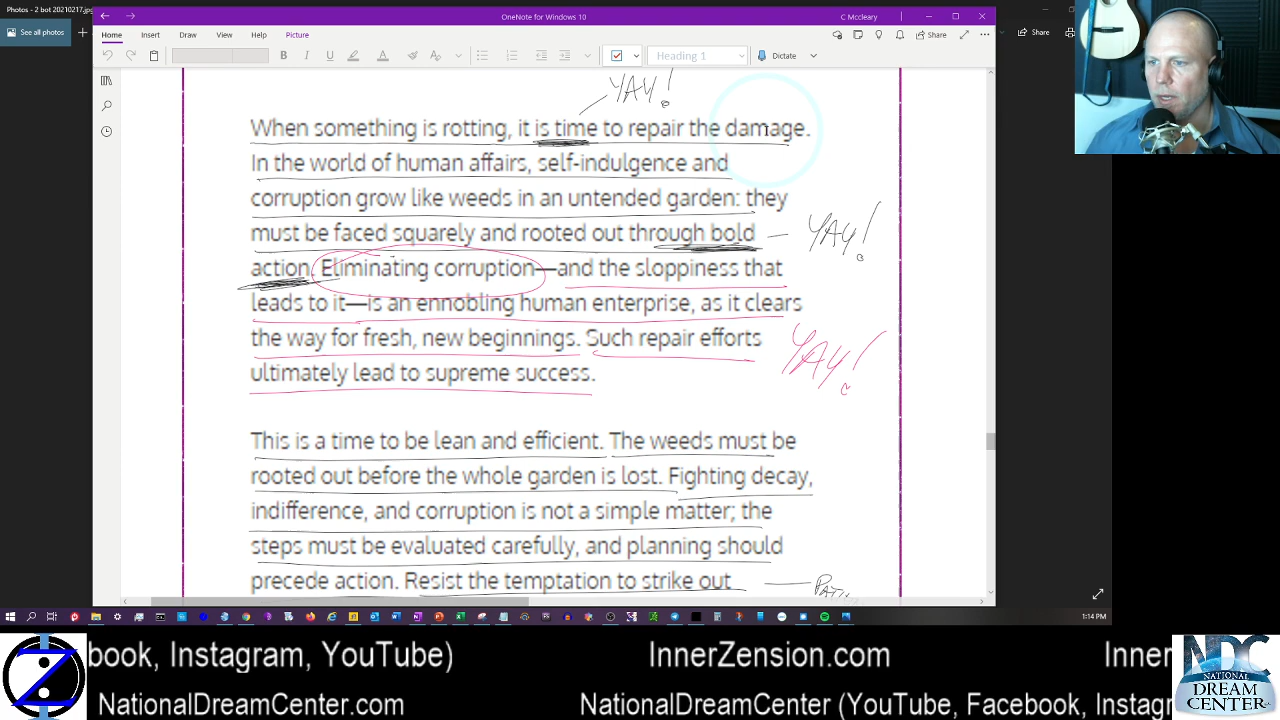 Photos - 2 bot 20210217.jpg
See all photos
OneNote for Windows 10
C Mccleary
Share
Home Insert Draw View Help Picture
Share
B I U A Heading 1 Dictate
YAY!
When something is rotting, it is time to repair the damage.
In the world of human affairs, self-indulgence and
corruption grow like weeds in an untended garden: they
must be faced squarely and rooted out through bold
YAY!
action. Eliminating corruption—and the sloppiness that
leads to it—is an ennobling human enterprise, as it clears
the way for fresh, new beginnings. Such repair efforts
YAY!
ultimately lead to supreme success.
This is a time to be lean and efficient. The weeds must be
rooted out before the whole garden is lost. Fighting decay,
indifference, and corruption is not a simple matter; the
steps must be evaluated carefully, and planning should
precede action. Resist the temptation to strike out
1:14 PM
book, Instagram, YouTube) InnerZension.com Inner
NationalDreamCenter.com NationalDreamCenter (YouTube, Facebook, Instag
Z
NDC
NATIONAL
DREAM
CENTER